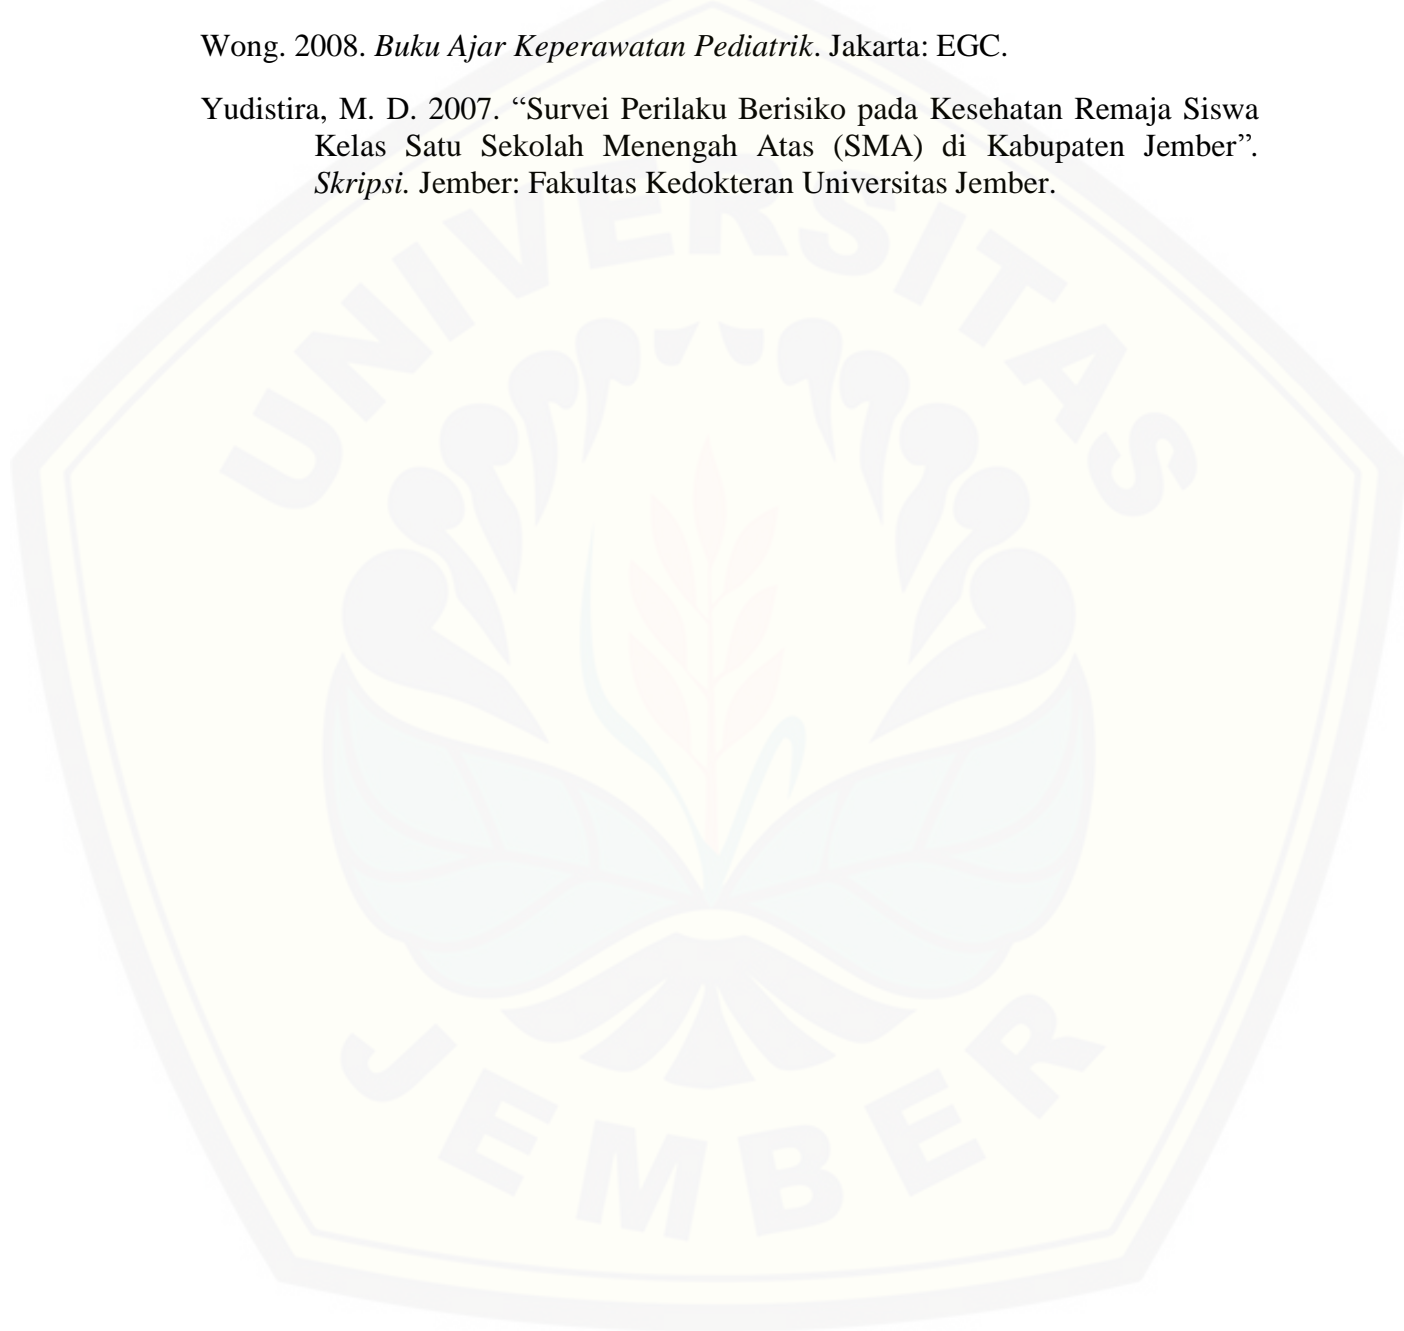 Wong. 2008. Buku Ajar Keperawatan Pediatrik. Jakarta: EGC.
Yudistira, M. D. 2007. “Survei Perilaku Berisiko pada Kesehatan Remaja Siswa
Kelas Satu Sekolah Menengah Atas (SMA) di Kabupaten Jember”.
Skripsi. Jember: Fakultas Kedokteran Universitas Jember.
UNIVERSITAS
JEMBER